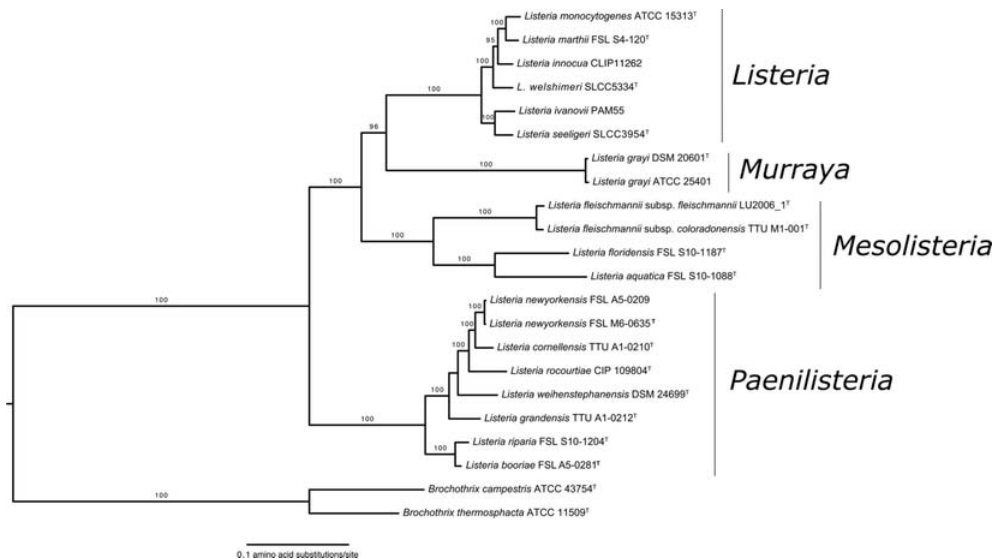 Listeria monocytogenes ATCC 15313ᵀ
100
Listeria marthii FSL S4-120ᵀ
95
Listeria innocua CLIP11262
100
L. welshimeri SLCC5334ᵀ
100
Listeria
Listeria ivanovii PAM55
100
Listeria seeligeri SLCC3954ᵀ
96
Listeria grayi DSM 20601ᵀ
100
Murraya
Listeria grayi ATCC 25401
100
Listeria fleischmannii subsp. fleischmannii LU2006_1ᵀ
100
Listeria fleischmannii subsp. coloradonensis TTU M1-001ᵀ
100
Mesolisteria
Listeria floridensis FSL S10-1187ᵀ
100
Listeria aquatica FSL S10-1088ᵀ
100
Listeria newyorkensis FSL A5-0209
100
Listeria newyorkensis FSL M6-0635ᵀ
100
Listeria cornellensis TTU A1-0210ᵀ
100
Listeria rocourtiae CIP 109804ᵀ
Paenilisteria
100
Listeria weihenstephanensis DSM 24699ᵀ
100
Listeria grandensis TTU A1-0212ᵀ
Listeria riparia FSL S10-1204ᵀ
100
Listeria booriae FSL A5-0281ᵀ
Brochothrix campestris ATCC 43754ᵀ
100
Brochothrix thermosphacta ATCC 11509ᵀ
0.1 amino acid substitutions/site